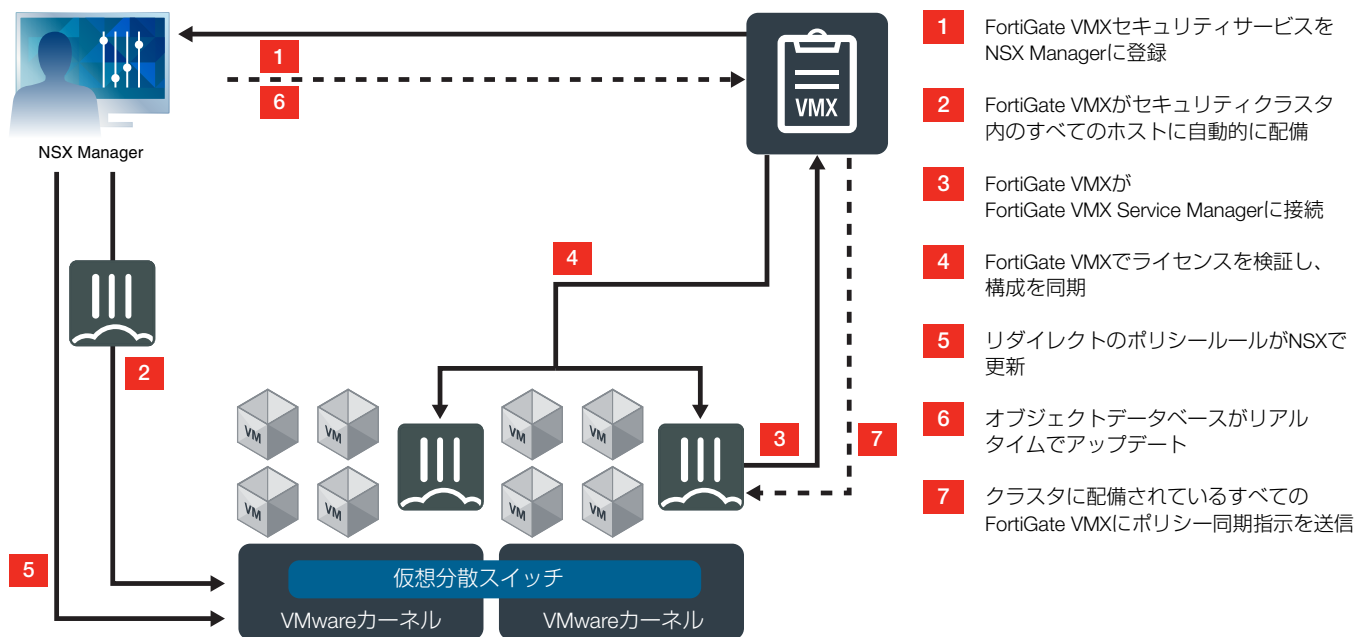 NSX Manager
1
6
VMX
2
4
3
7
5
VM
VM
VM
VM
VM
VM
VM
VM
仮想分散スイッチ
VMwareカーネル
VMwareカーネル
1
FortiGate VMXセキュリティサービスを
NSX Managerに登録
2
FortiGate VMXがセキュリティクラスタ
内のすべてのホストに自動的に配備
3
FortiGate VMXが
FortiGate VMX Service Managerに接続
4
FortiGate VMXでライセンスを検証し、
構成を同期
5
リダイレクトのポリシールールがNSXで
更新
6
オブジェクトデータベースがリアル
タイムでアップデート
7
クラスタに配備されているすべての
FortiGate VMXにポリシー同期指示を送信